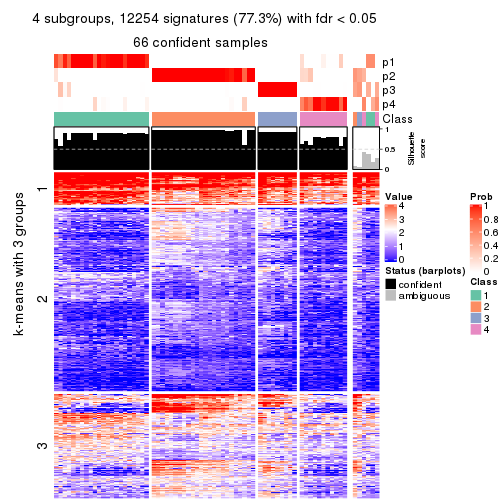 4 subgroups, 12254 signatures (77.3%) with fdr < 0.05
66 confident samples
p1
p2
p3
p4
Class
1
0.5
0
Silhouette
score
k-means with 3 groups
1
2
3
Value
4
3
2
1
0
Status (barplots)
confident
ambiguous
Prob
1
0.8
0.6
0.4
0.2
0
Class
1
2
3
4